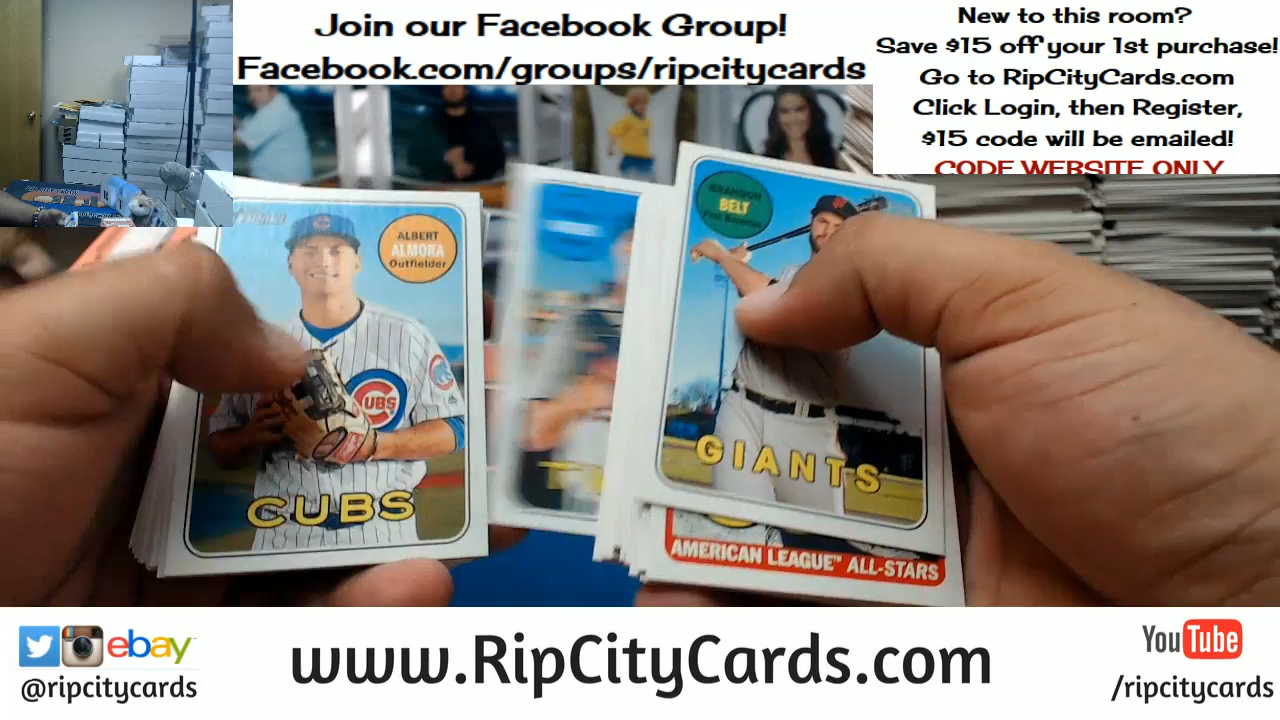 Join our Facebook Group!
Facebook.com/groups/ripcitycards
New to this room?
Save $15 off your 1st purchase!
Go to RipCityCards.com
Click Login, then Register,
$15 code will be emailed!
CODE WEBSITE ONLY
ALBERT
ALMORA
Outfielder
CUBS
CUBS
BRANDON
BELT
First Baseman
GIANTS
AMERICAN LEAGUE™ ALL-STARS
ebay
@ripcitycards
www.RipCityCards.com
YouTube
/ripcitycards